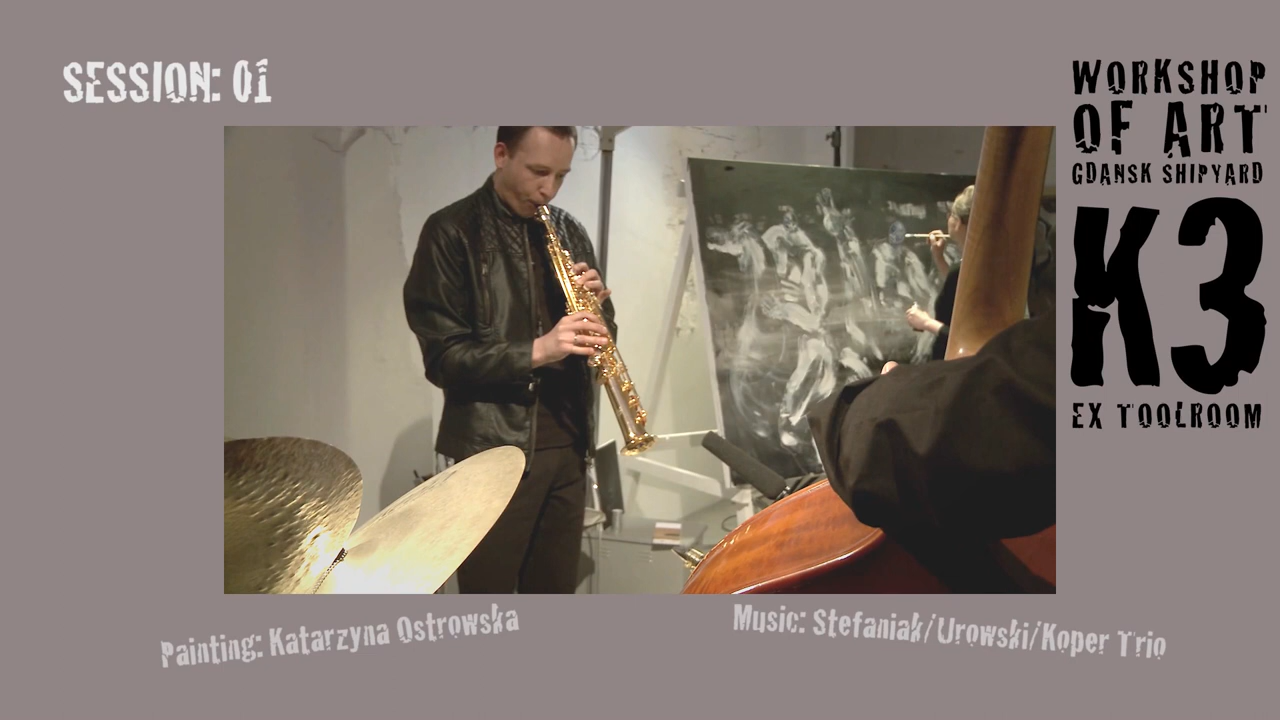 SESSION: 01
WORKSHOP
OF ART
GDANSK SHIPYARD
K3
EX TOOLROOM
Painting: Katarzyna Ostrowska
Music: Stefaniak/Urowski/Koper Trio